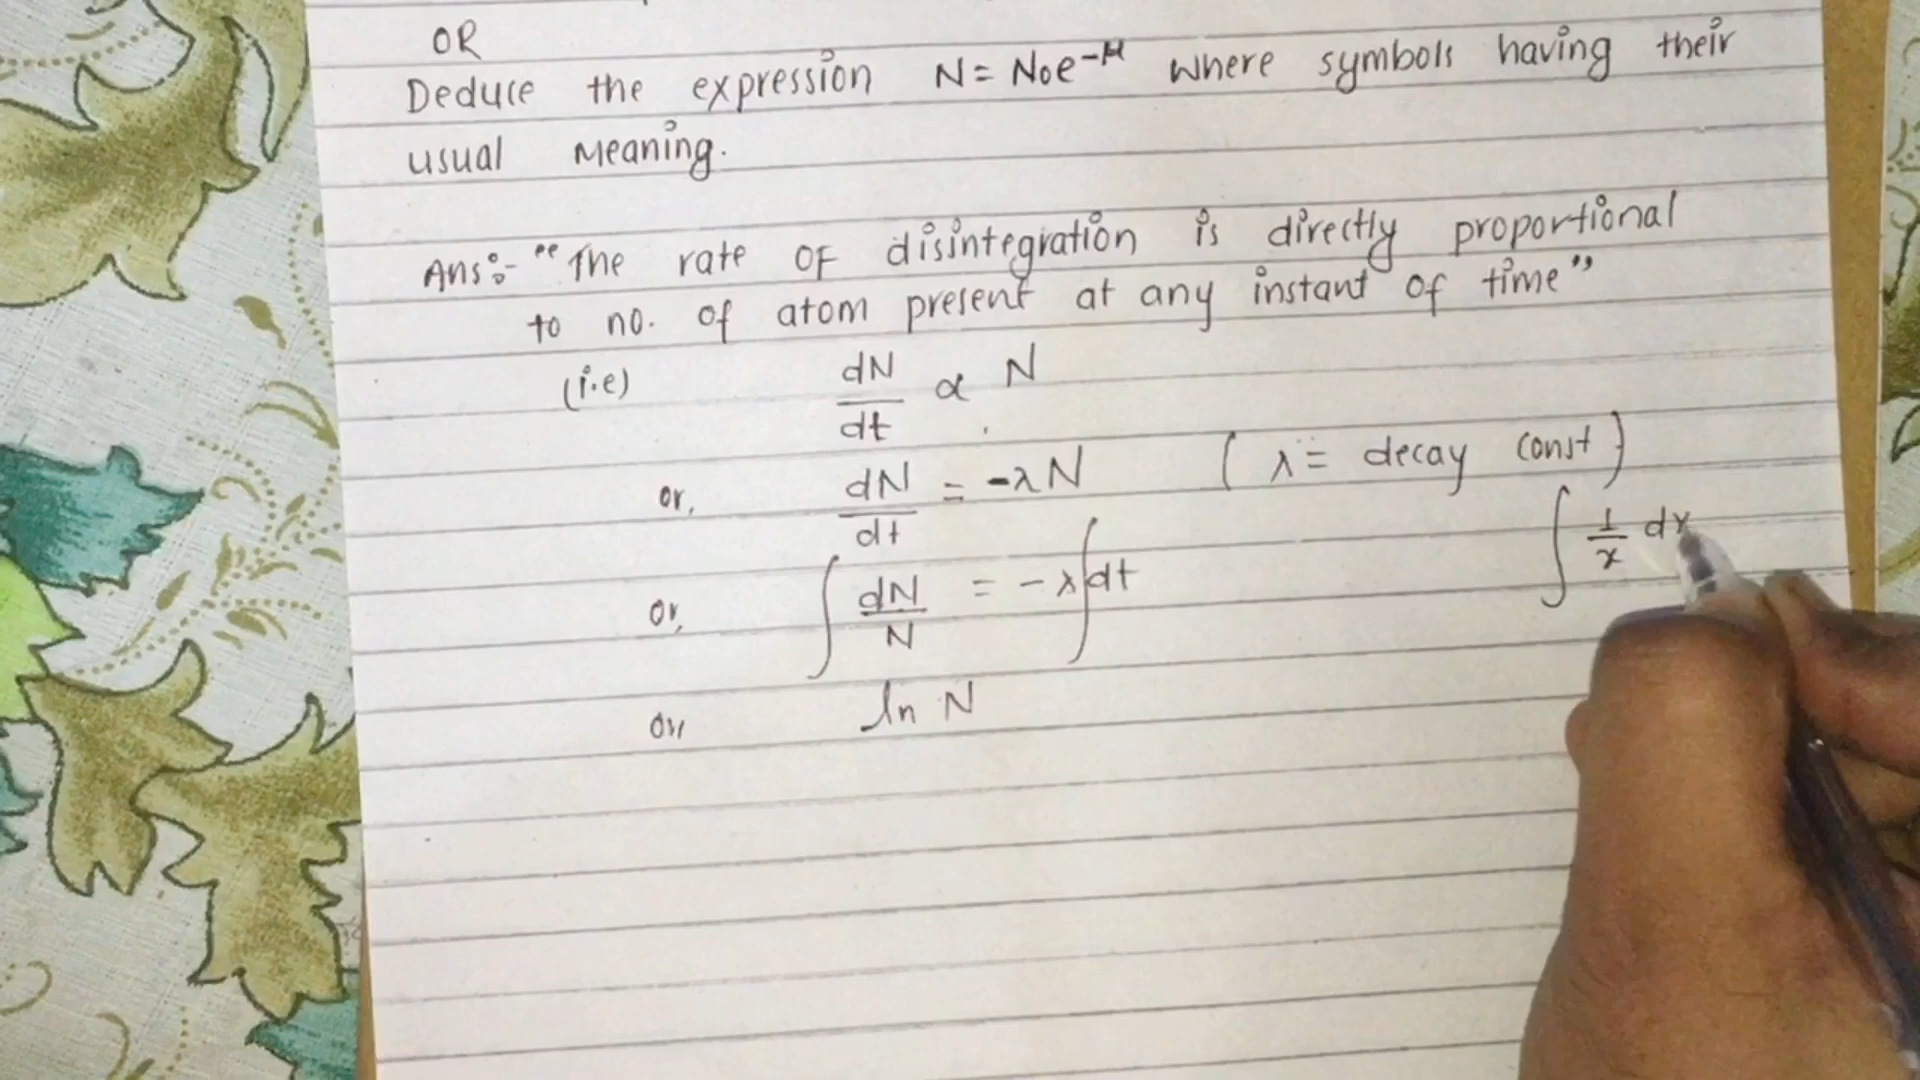 OR
Deduce the expression N = N₀e⁻ᶫᵗ where symbols having their
usual Meaning.
Ans:- "The rate of disintegration is directly proportional
to no. of atom present at any instant of time"
(i.e) dN/dt ∝ N
or, dN/dt = -λN (λ = decay const)
or, ∫ dN/N = -λ∫dt ∫ 1/x dx
or, ln N